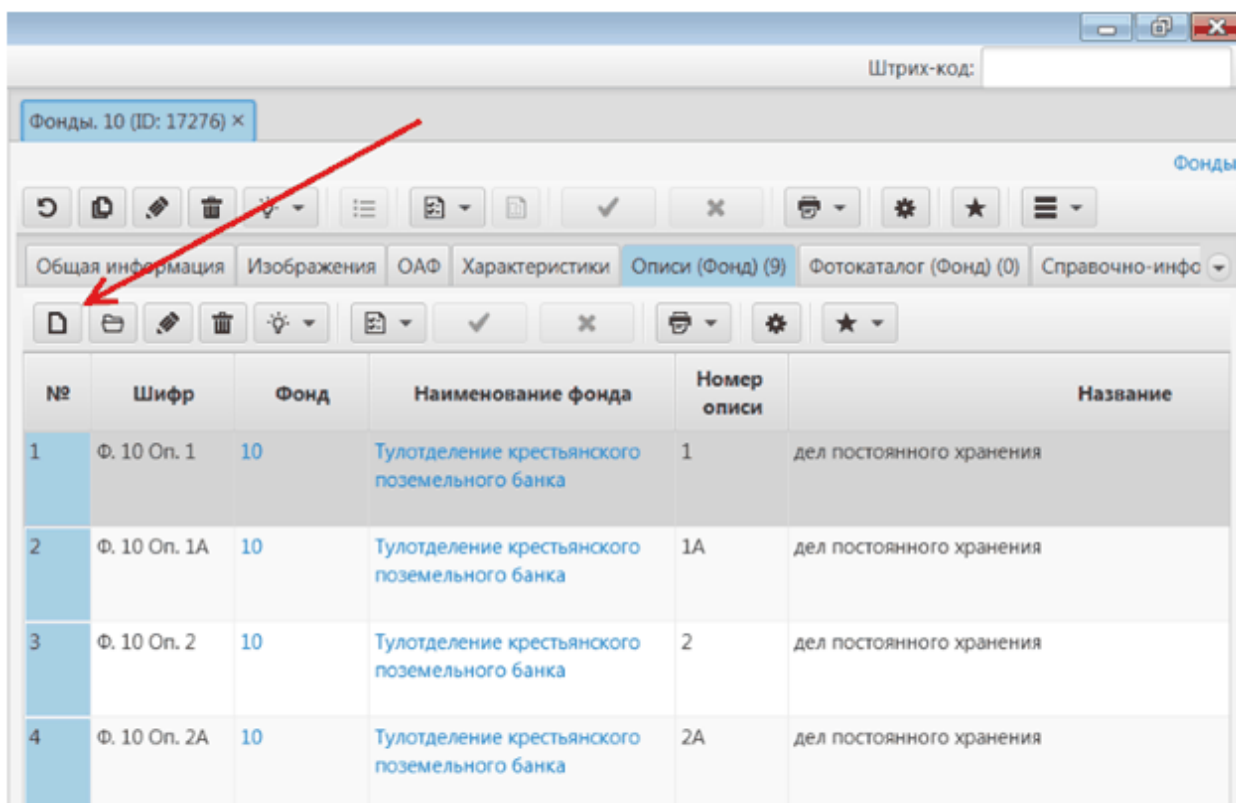 Штрих-код:
Фонды. 10 (ID: 17276) ×
Фонды
Общая информация Изображения ОАФ Характеристики Описи (Фонд) (9) Фотокаталог (Фонд) (0) Справочно-инфо
№ Шифр Фонд Наименование фонда Номер описи Название
1 Ф. 10 Оп. 1 10 Тулотделение крестьянского 1 дел постоянного хранения
поземельного банка
2 Ф. 10 Оп. 1А 10 Тулотделение крестьянского 1А дел постоянного хранения
поземельного банка
3 Ф. 10 Оп. 2 10 Тулотделение крестьянского 2 дел постоянного хранения
поземельного банка
4 Ф. 10 Оп. 2А 10 Тулотделение крестьянского 2А дел постоянного хранения
поземельного банка